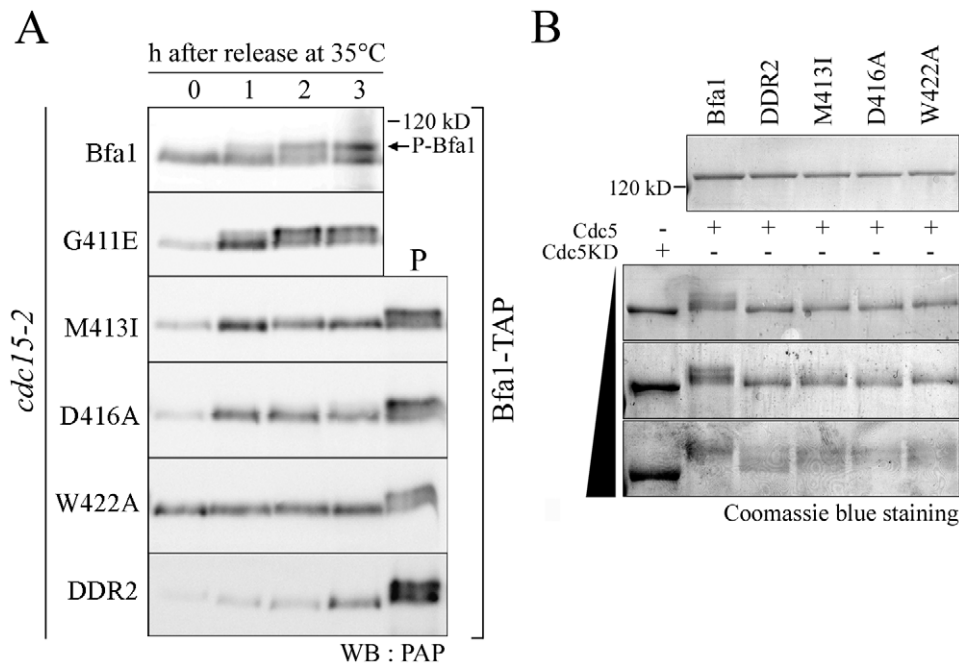 A
h after release at 35°C
0 1 2 3
Bfa1
120 kD
P-Bfa1
G411E
P
M413I
D416A
W422A
DDR2
cdc15-2
Bfa1-TAP
WB : PAP
B
Bfa1
DDR2
M413I
D416A
W422A
120 kD
Cdc5 - + + + + +
Cdc5KD + - - - - -
Coomassie blue staining